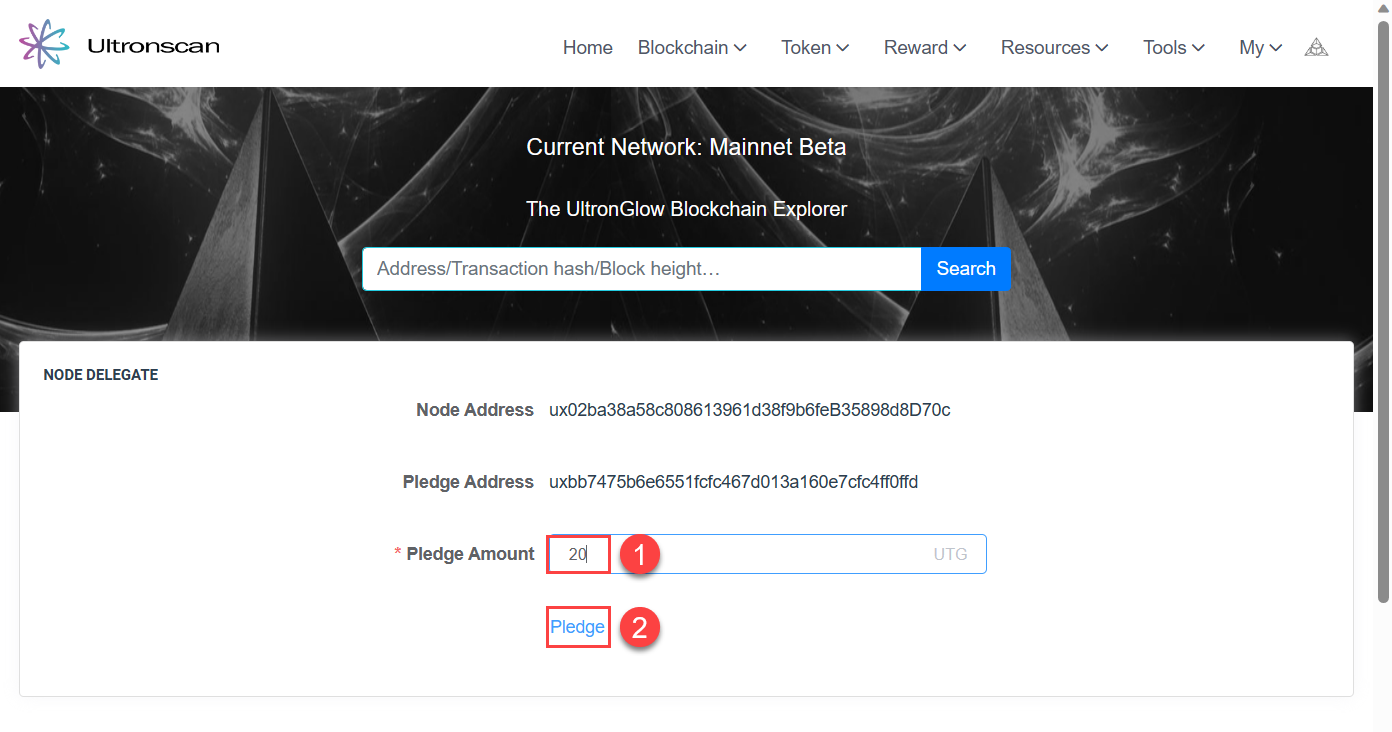 Ultronscan
Home Blockchain Token Reward Resources Tools My
Current Network: Mainnet Beta
The UltronGlow Blockchain Explorer
Address/Transaction hash/Block height… Search
NODE DELEGATE
Node Address ux02ba38a58c808613961d38f9b6feB35898d8D70c
Pledge Address uxbb7475b6e6551fcfc467d013a160e7cfc4ff0ffd
* Pledge Amount 20 1 UTG
Pledge 2